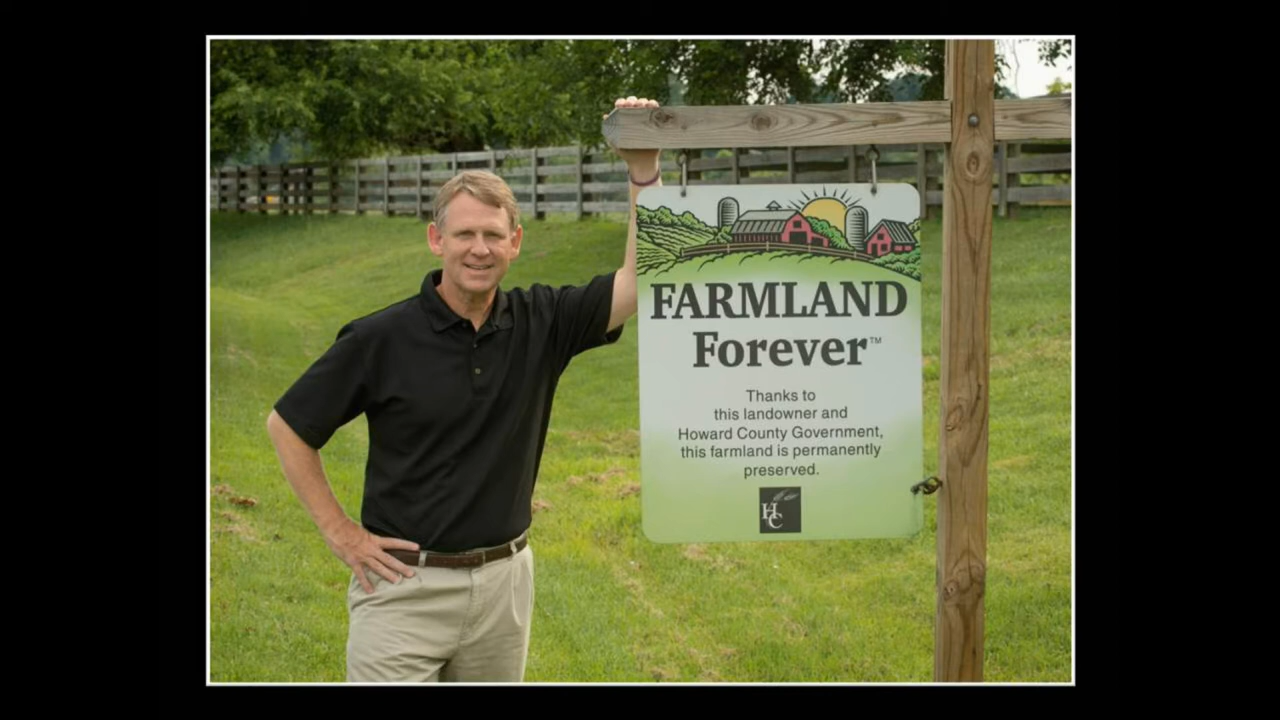 FARMLAND
Forever™
Thanks to
this landowner and
Howard County Government,
this farmland is permanently
preserved.
HC